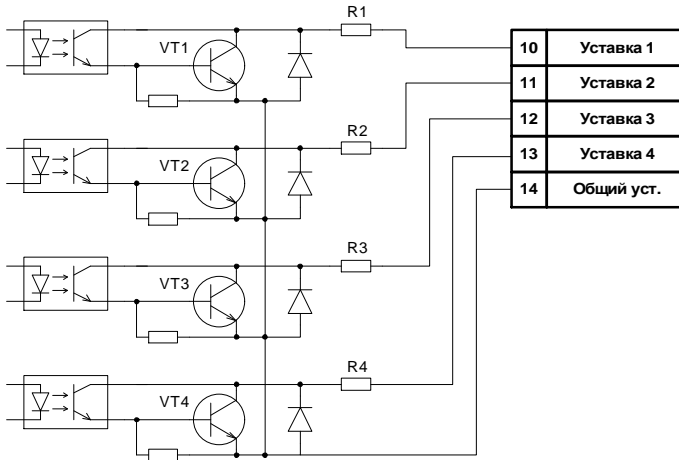 R1
VT1
10 Уставка 1
11 Уставка 2
R2
12 Уставка 3
13 Уставка 4
VT2
14 Общий уст.
R3
VT3
R4
VT4